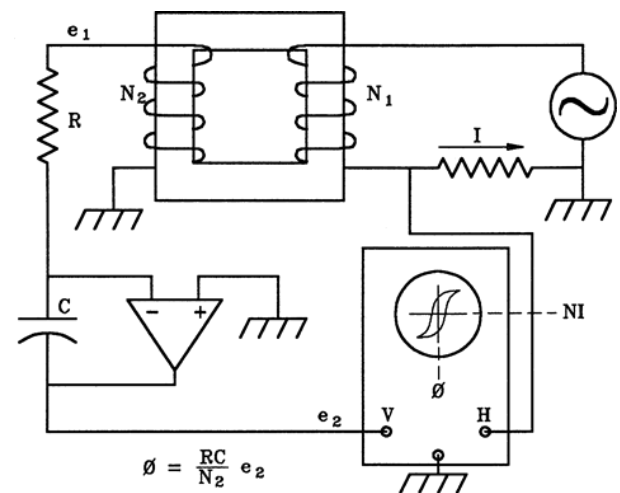 e1
R
N2
N1
I
C
- +
NI
Ø
e2
V
H
Ø = RC/N2 e2